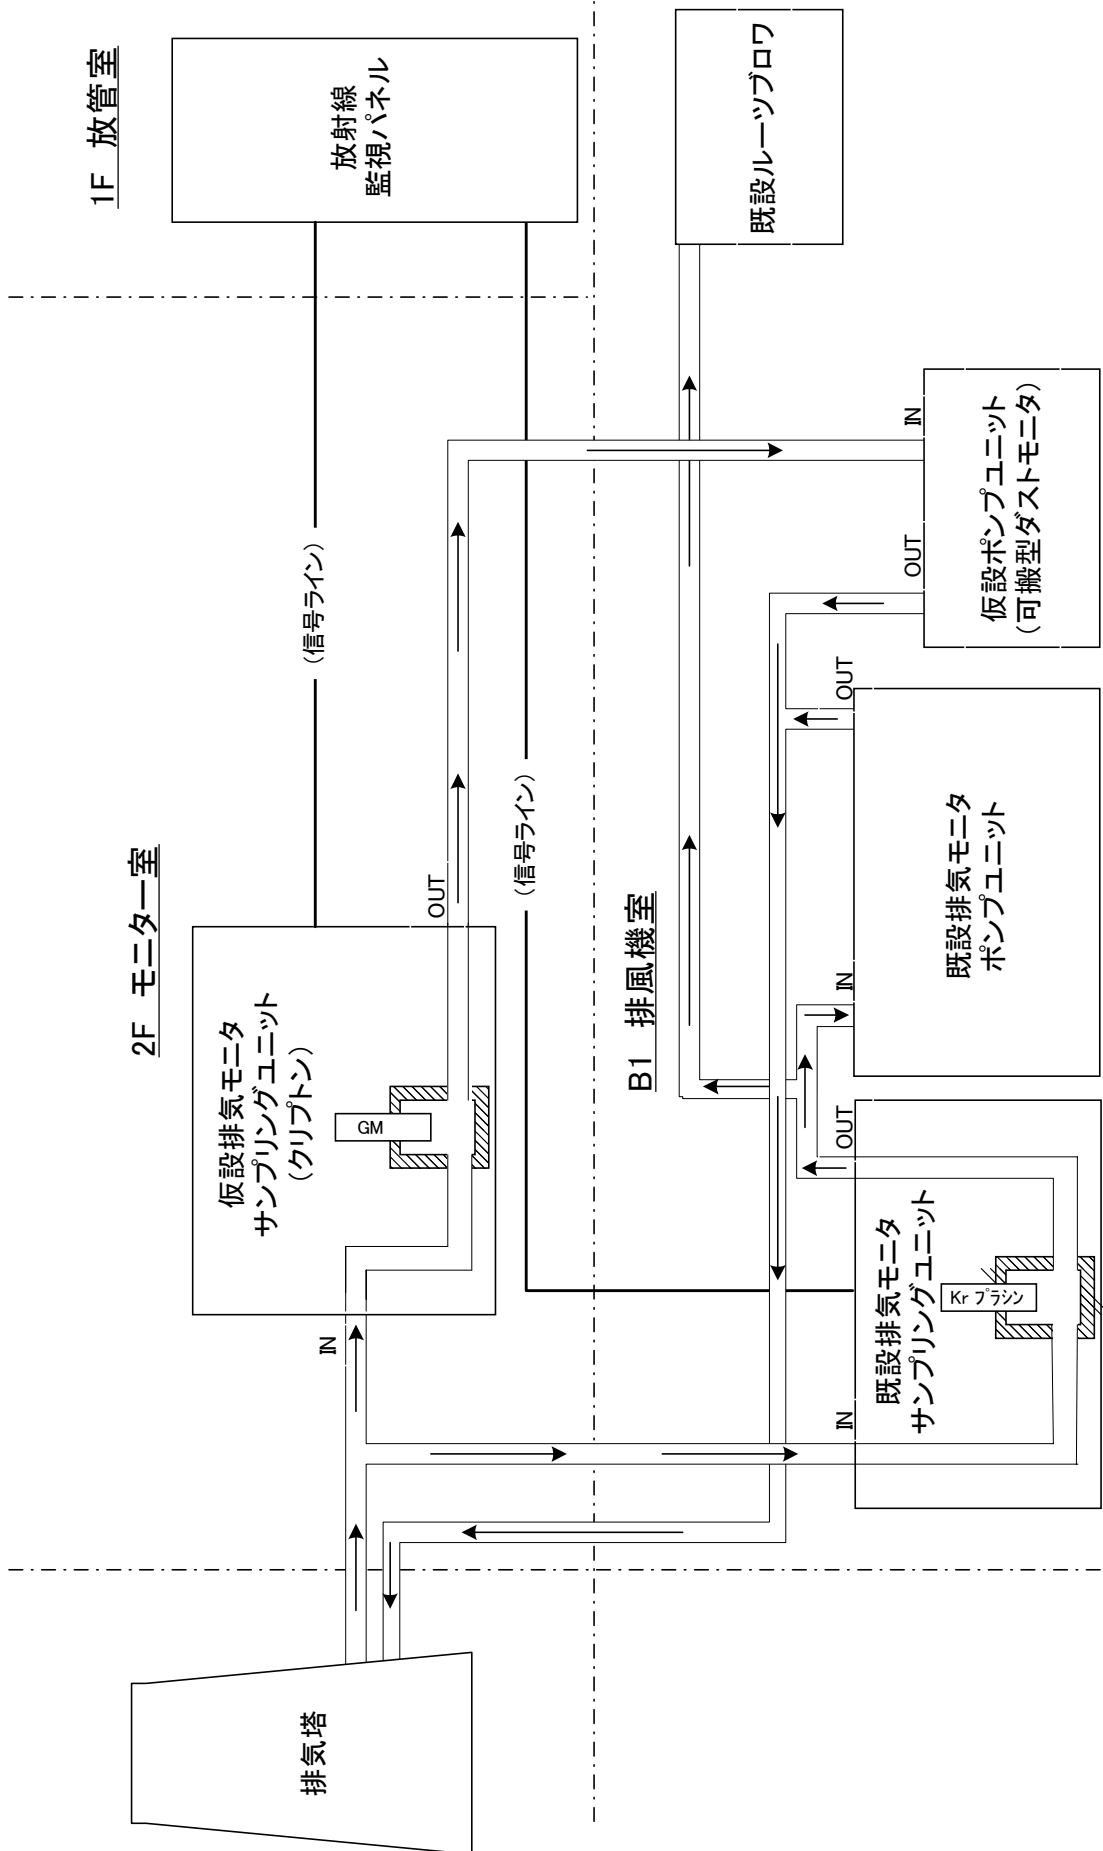 1F 放管室
放射線
監視パネル
既設ルーツブロワ
(信号ライン)
(信号ライン)
2F モニター室
仮設排気モニタ
サンプリングユニット
(クリプトン)
GM
IN
OUT
B1 排風機室
仮設ポンプユニット
(可搬型ダストモニタ)
IN
OUT
既設排気モニタ
ポンプユニット
IN
OUT
既設排気モニタ
サンプリングユニット
Kr プラシン
IN
OUT
排気塔